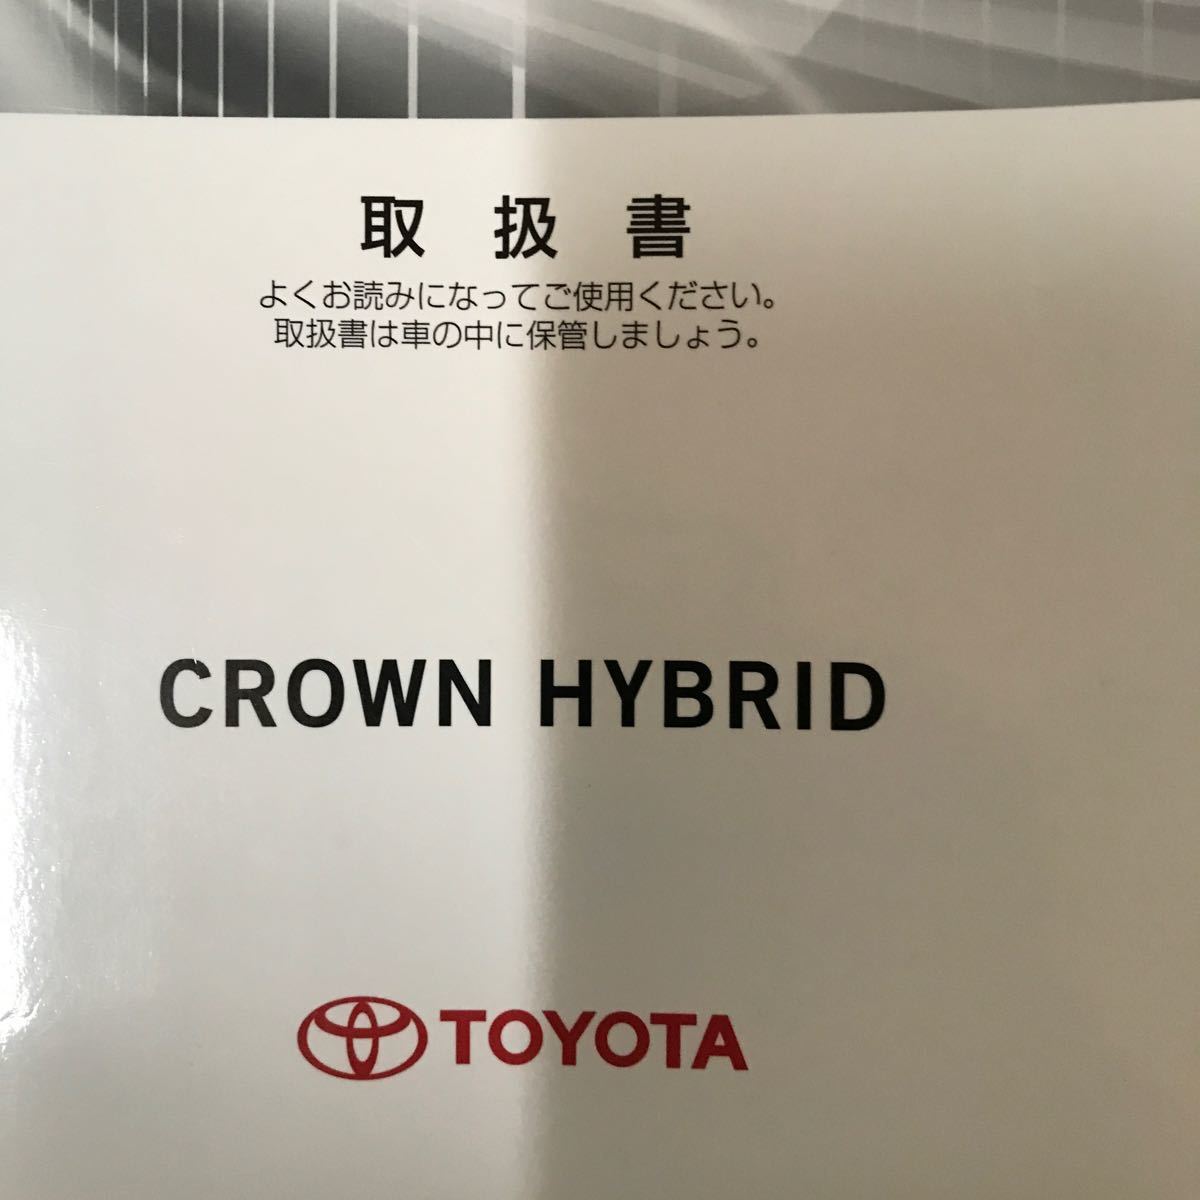 取扱書
よくお読みになってご使用ください。
取扱書は車の中に保管しましょう。
CROWN HYBRID
TOYOTA